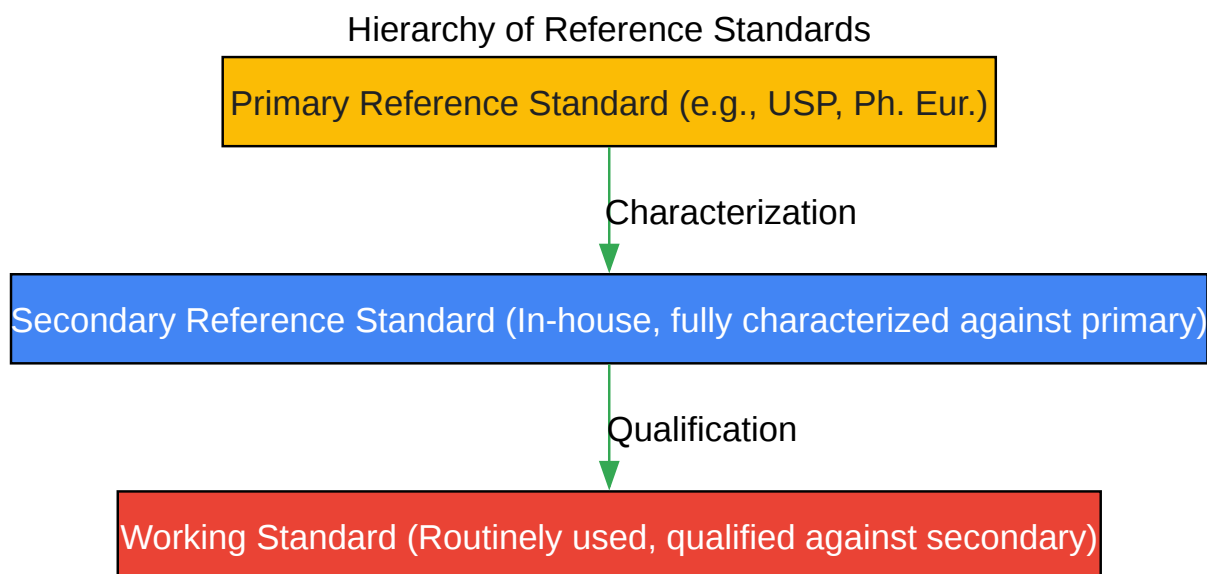 Hierarchy of Reference Standards
Primary Reference Standard (e.g., USP, Ph. Eur.)
Characterization
Secondary Reference Standard (In-house, fully characterized against primary)
Qualification
Working Standard (Routinely used, qualified against secondary)